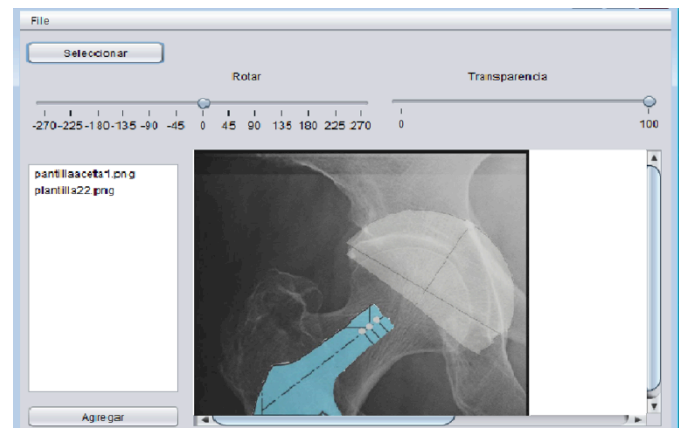 File
Seleccionar
Rotar
Transparencia
-270-225-180-135 -90 -45 0 45 90 135 180 225 270
0 100
pantillaaceta1.png
plantilla22.png
Agregar